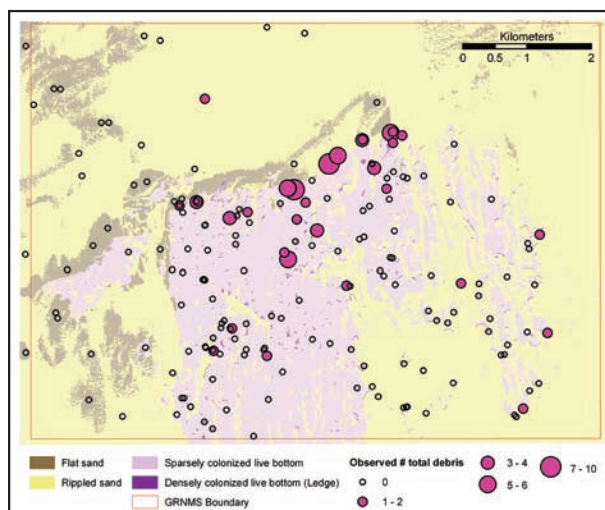 Kilometers
0 0.5 1 2
Flat sand
Rippled sand
Sparsely colonized live bottom
Densely colonized live bottom (Ledge)
GRNMS Boundary
Observed # total debris
0
1 - 2
3 - 4
5 - 6
7 - 10